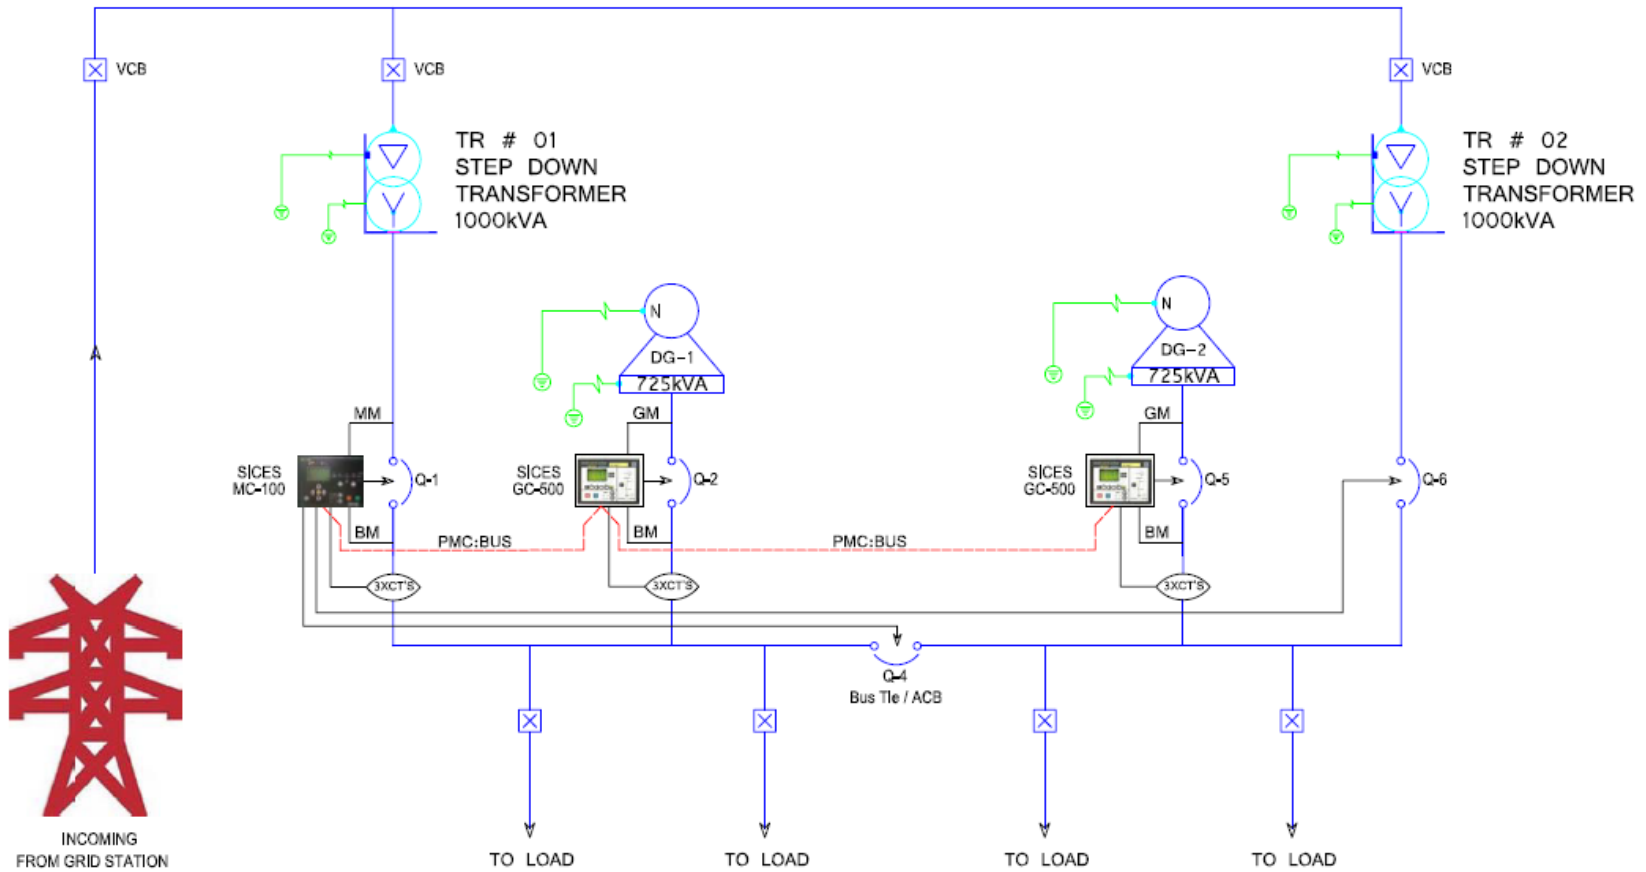 VCB
VCB
VCB
TR # 01
STEP DOWN
TRANSFORMER
1000kVA
TR # 02
STEP DOWN
TRANSFORMER
1000kVA
N
DG-1
725kVA
N
DG-2
725kVA
MM
GM
GM
SICES
MC-100
Q-1
SICES
GC-500
Q-2
SICES
GC-500
Q-5
Q-6
BM
PMC:BUS
BM
PMC:BUS
BM
3XCT'S
3XCT'S
3XCT'S
Q-4
Bus Tie / ACB
INCOMING
FROM GRID STATION
TO LOAD
TO LOAD
TO LOAD
TO LOAD